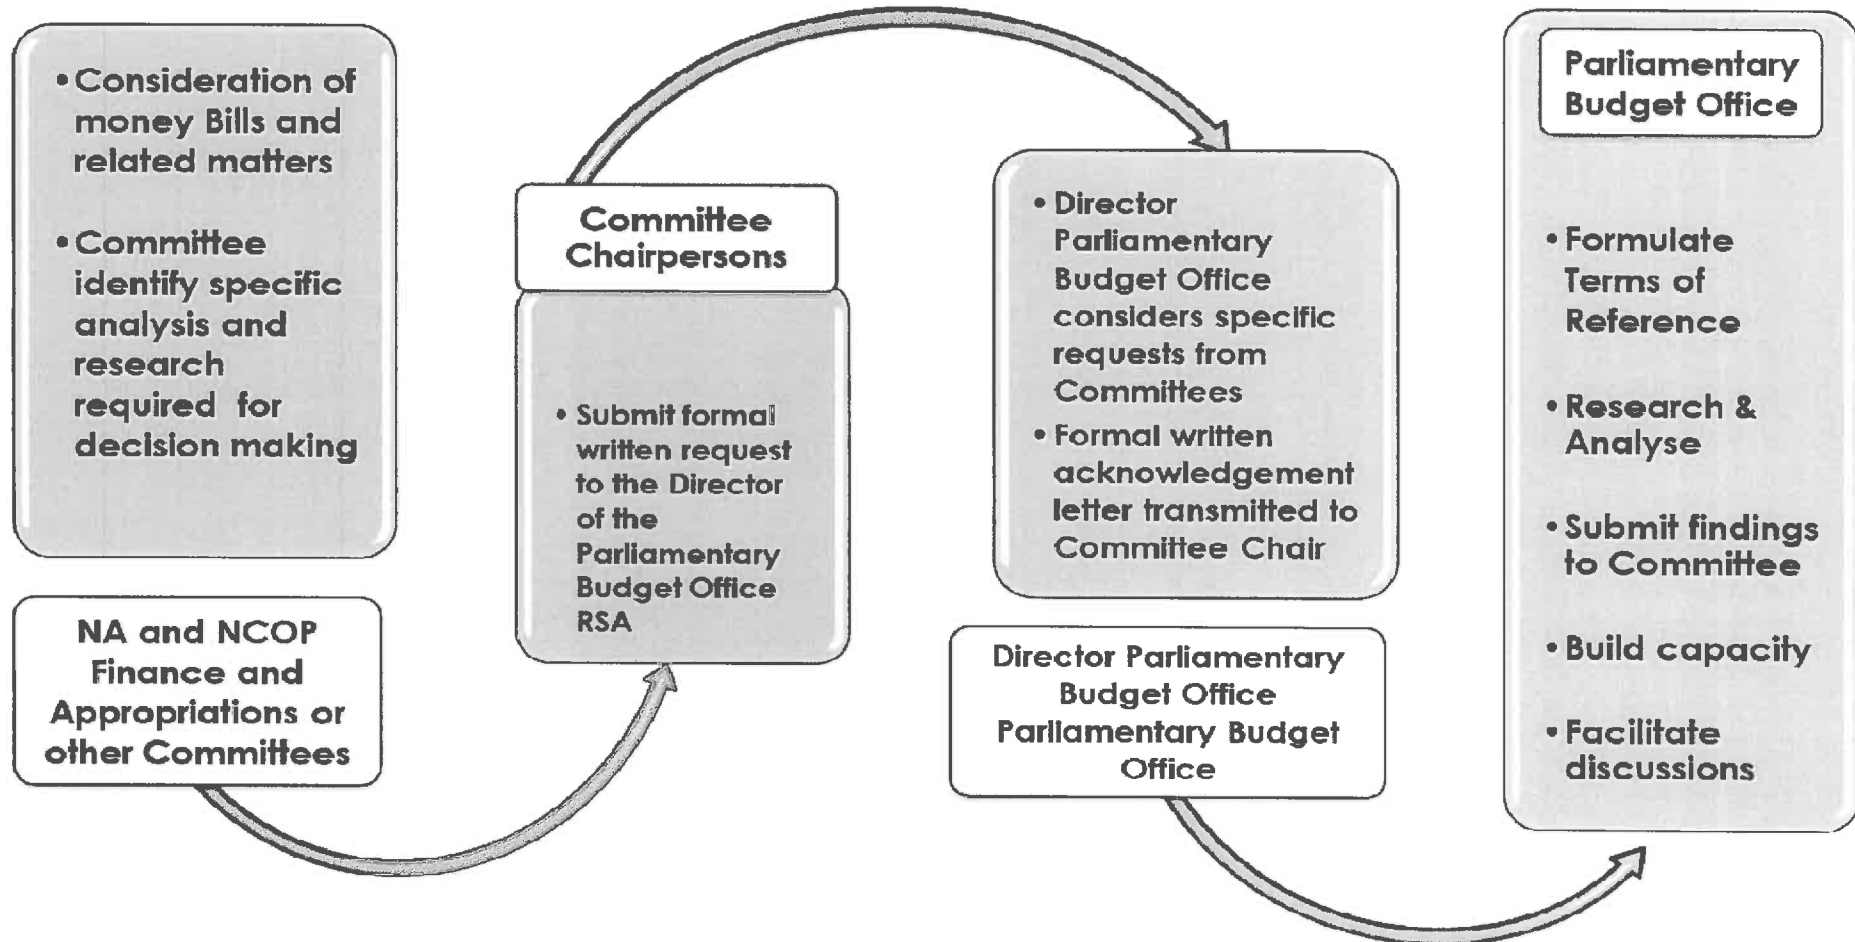 • Consideration of
money Bills and
related matters
• Committee
identify specific
analysis and
research
required for
decision making
NA and NCOP
Finance and
Appropriations or
other Committees
Committee
Chairpersons
• Submit formal
written request
to the Director
of the
Parliamentary
Budget Office
RSA
• Director
Parliamentary
Budget Office
considers specific
requests from
Committees
• Formal written
acknowledgement
letter transmitted to
Committee Chair
Director Parliamentary
Budget Office
Parliamentary Budget
Office
Parliamentary
Budget Office
• Formulate
Terms of
Reference
• Research &
Analyse
• Submit findings
to Committee
• Build capacity
• Facilitate
discussions